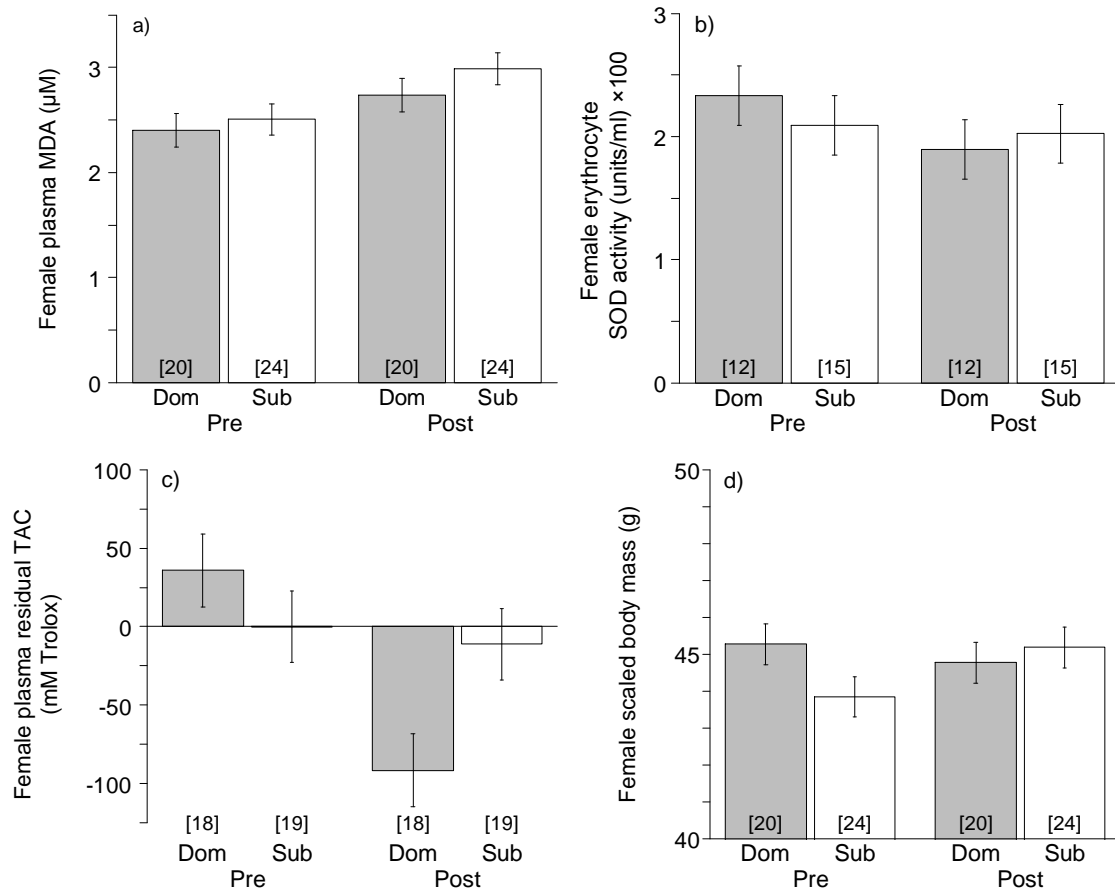 a)
Female plasma MDA (µM)
3
2
1
0
[20] [24] [20] [24]
Dom Sub Dom Sub
Pre Post
b)
Female erythrocyte
SOD activity (units/ml) ×100
3
2
1
0
[12] [15] [12] [15]
Dom Sub Dom Sub
Pre Post
c)
Female plasma residual TAC
(mM Trolox)
100
50
0
-50
-100
[18] [19] [18] [19]
Dom Sub Dom Sub
Pre Post
d)
Female scaled body mass (g)
50
45
40
[20] [24] [20] [24]
Dom Sub Dom Sub
Pre Post